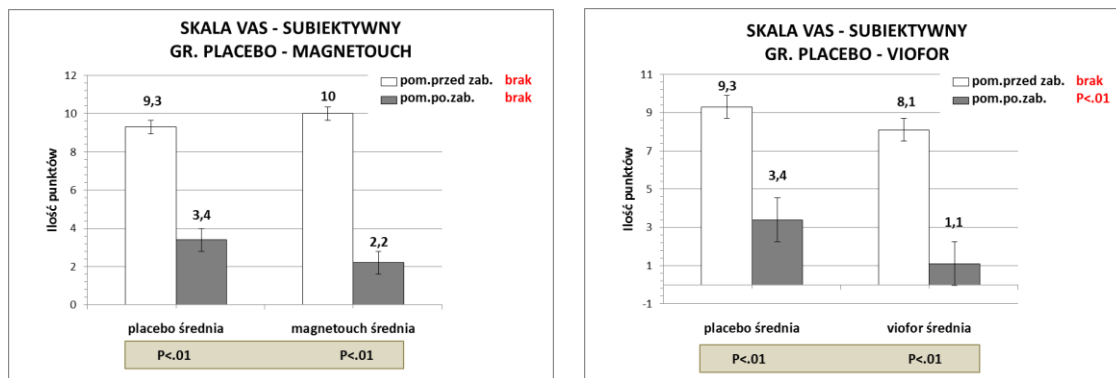 SKALA VAS - SUBIEKTYWNY
GR. PLACEBO - MAGNETOUCH
pom.przed zab. brak
pom.po.zab. brak
Ilość punktów
12
10
8
6
4
2
0
9,3
3,4
10
2,2
placebo średnia
magnetouch średnia
P<.01
P<.01
SKALA VAS - SUBIEKTYWNY
GR. PLACEBO - VIOFOR
pom.przed zab. brak
pom.po.zab. P<.01
Ilość punktów
11
9
7
5
3
1
-1
9,3
3,4
8,1
1,1
placebo średnia
viofor średnia
P<.01
P<.01